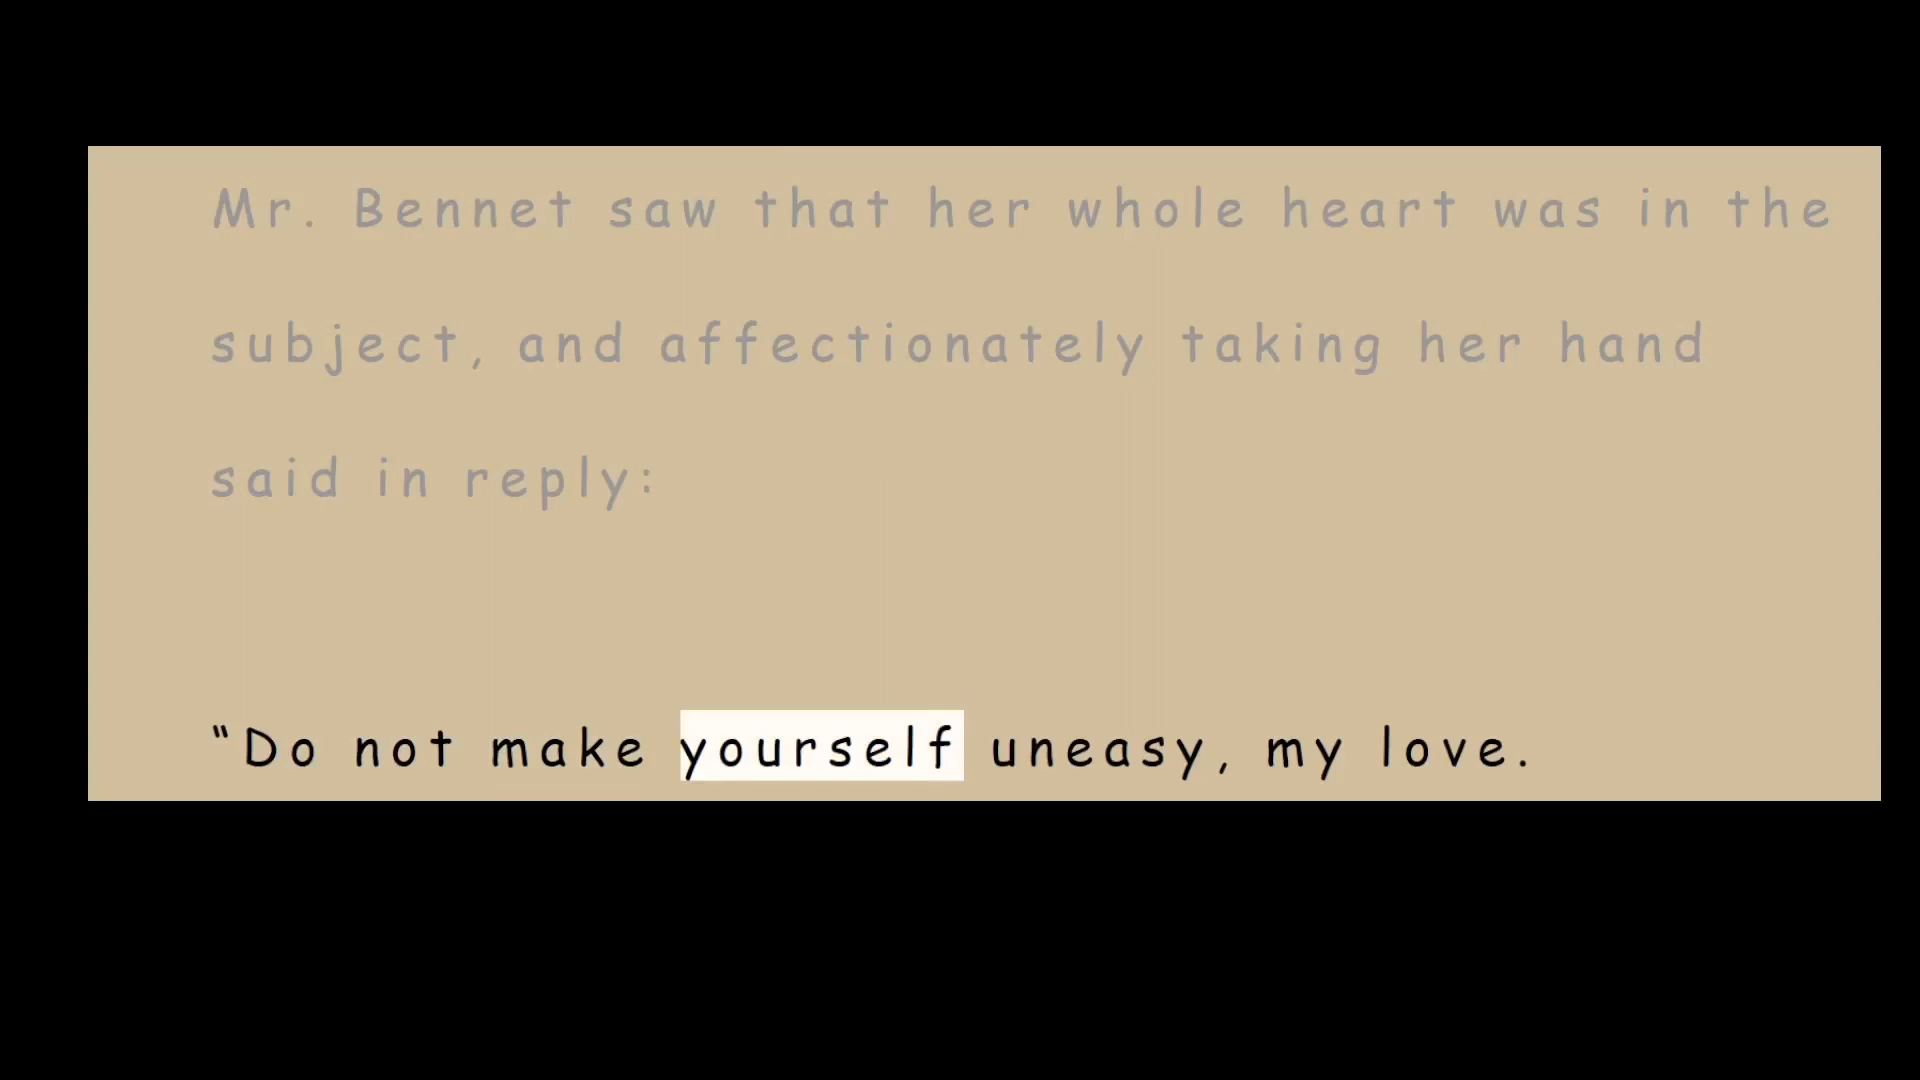 Mr. Bennet saw that her whole heart was in the
subject, and affectionately taking her hand
said in reply:
“Do not make yourself uneasy, my love.